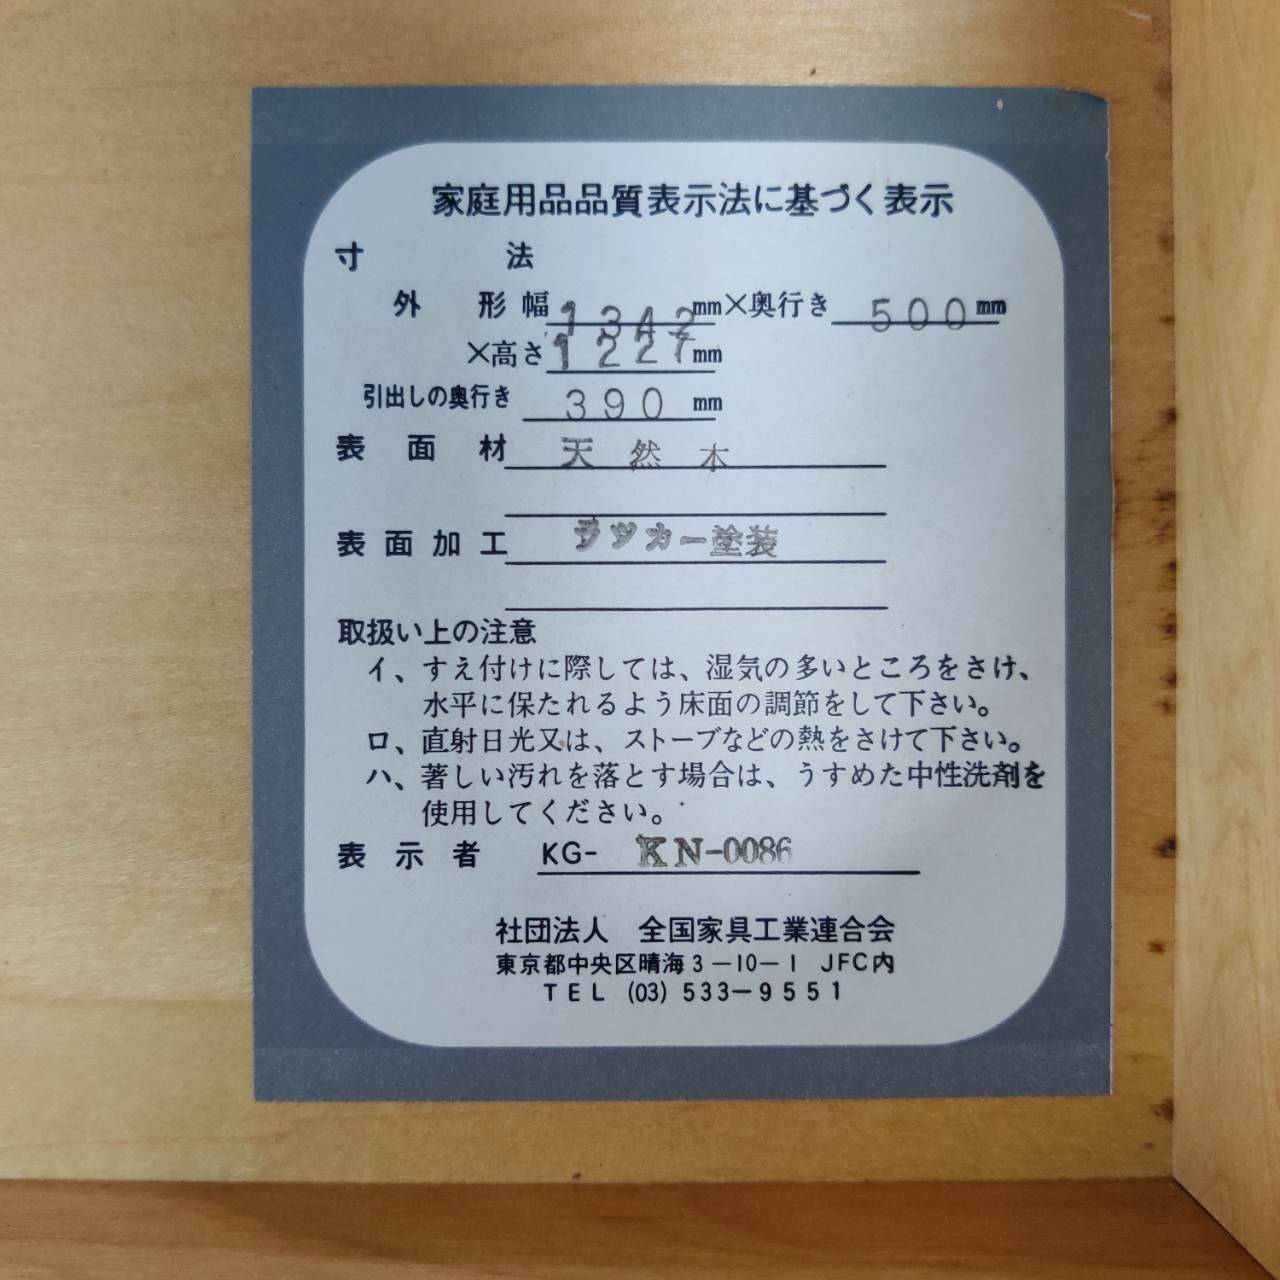 家庭用品品質表示法に基づく表示
寸法
外形 幅 1342mm×奥行き 500mm
×高さ 1227mm
引出しの奥行き 390 mm
表面材 天然木
表面加工 ラツカー塗装
取扱い上の注意
イ、すえ付けに際しては、湿気の多いところをさけ、
水平に保たれるよう床面の調節をして下さい。
ロ、直射日光又は、ストーブなどの熱をさけて下さい。
ハ、著しい汚れを落とす場合は、うすめた中性洗剤を
使用してください。
表示者 KG- KN-0086
社団法人 全国家具工業連合会
東京都中央区晴海3-10-1 JFC内
TEL (03) 533-9551